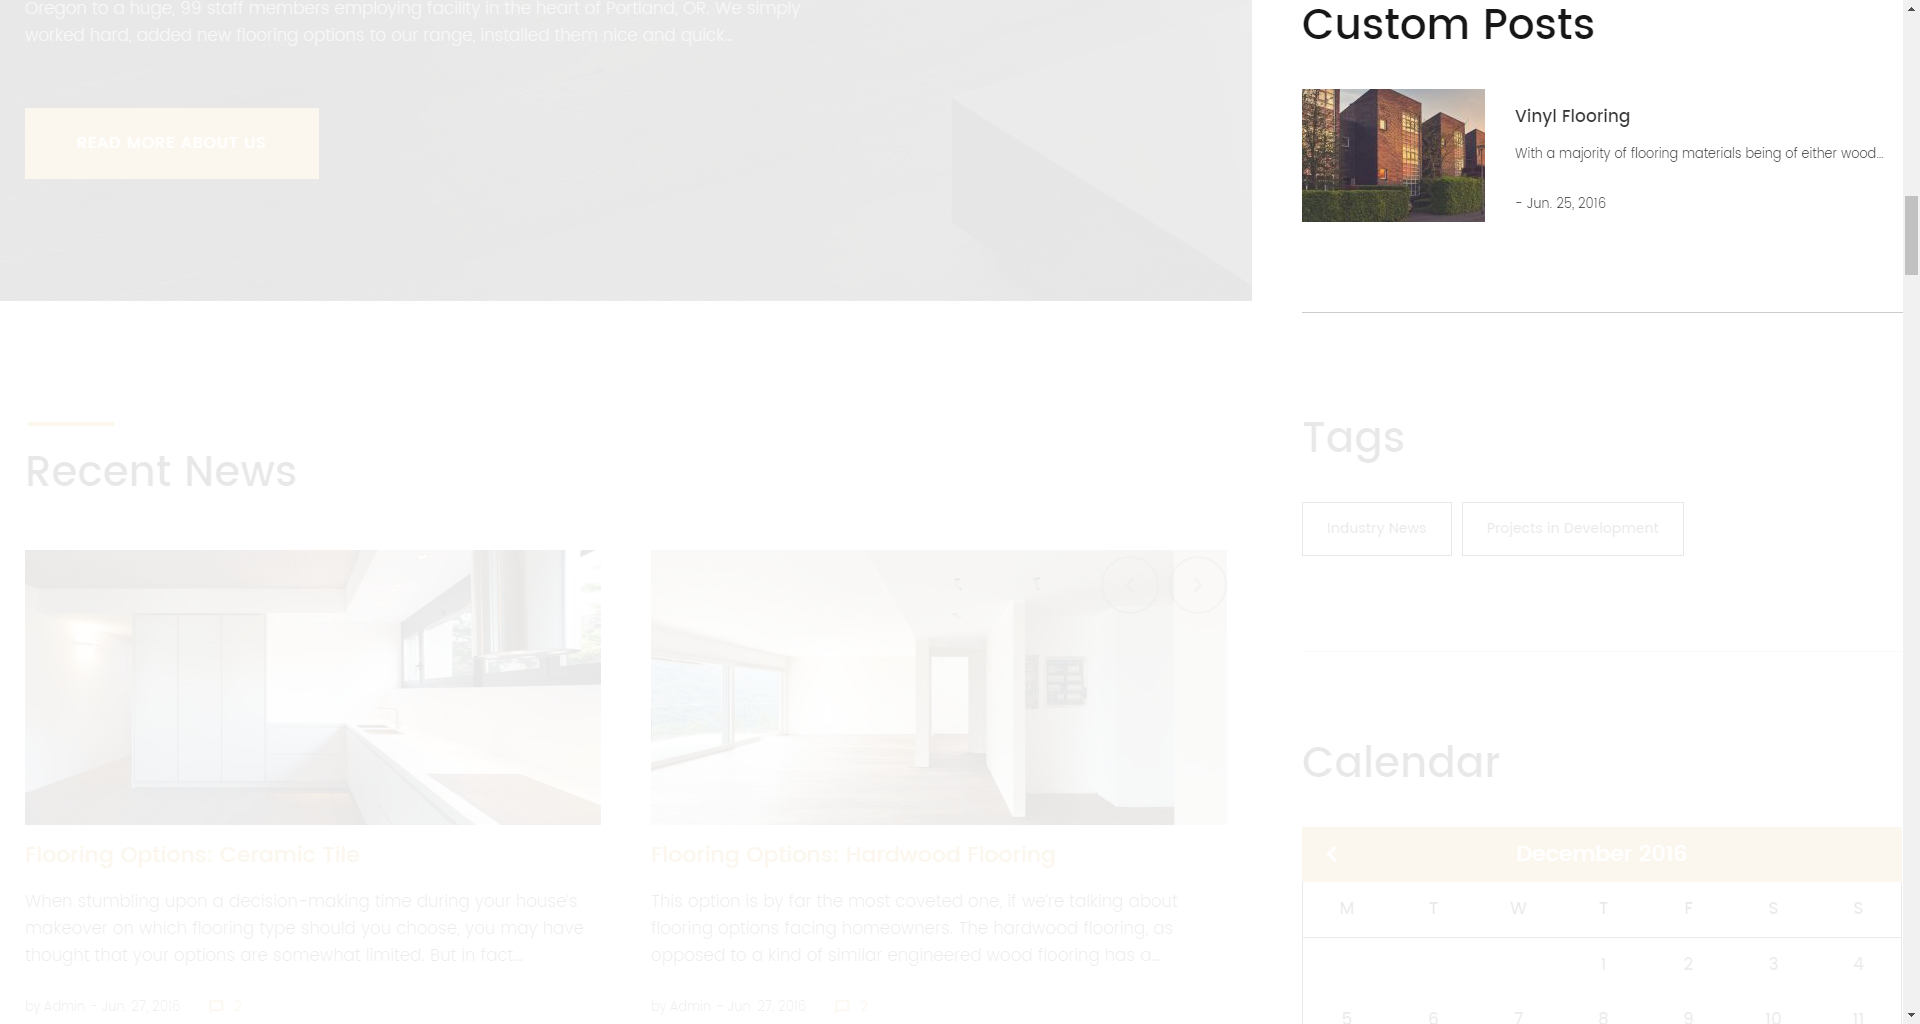 Oregon to a huge, 99 staff members employing facility in the heart of Portland, OR. We simply
worked hard, added new flooring options to our range, installed them nice and quick...
READ MORE ABOUT US
Recent News
Flooring Options: Ceramic Tile
When stumbling upon a decision-making time during your house's
makeover on which flooring type should you choose, you may have
thought that your options are somewhat limited. But in fact...
by Admin - Jun. 27, 2016 2
Flooring Options: Hardwood Flooring
This option is by far the most coveted one, if we're talking about
flooring options facing homeowners. The hardwood flooring, as
opposed to a kind of similar engineered wood flooring has a...
by Admin - Jun. 27, 2016 2
Custom Posts
Vinyl Flooring
With a majority of flooring materials being of either wood...
- Jun. 25, 2016
Tags
Industry News Projects in Development
Calendar
December 2016
M T W T F S S
1 2 3 4
5 6 7 8 9 10 11